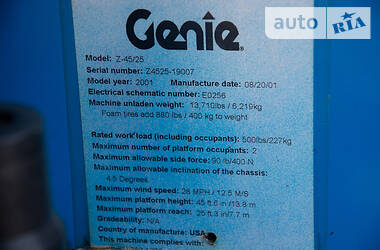 auto
RIA
Genie
Model: Z-45/25
Serial number: Z4525-19007
Model year: 2001 Manufacture date: 08/20/01
Electrical schematic number: E0256
Machine unladen weight: 13,710lbs / 6,219kg
Foam tires add 880 lbs / 400 kg to weight
Rated work load (including occupants): 500lbs/227kg
Maximum number of platform occupants: 2
Maximum allowable side force: 90 lb/400 N
Maximum allowable inclination of the chassis:
4.5 Degrees
Maximum wind speed: 28 MPH / 12.5 M/S
Maximum platform height: 45 ft 6 in/13.8 m
Maximum platform reach: 25 ft 3 in/7.7 m
Gradeability: N/A
Country of manufacture: USA
This machine complies with: